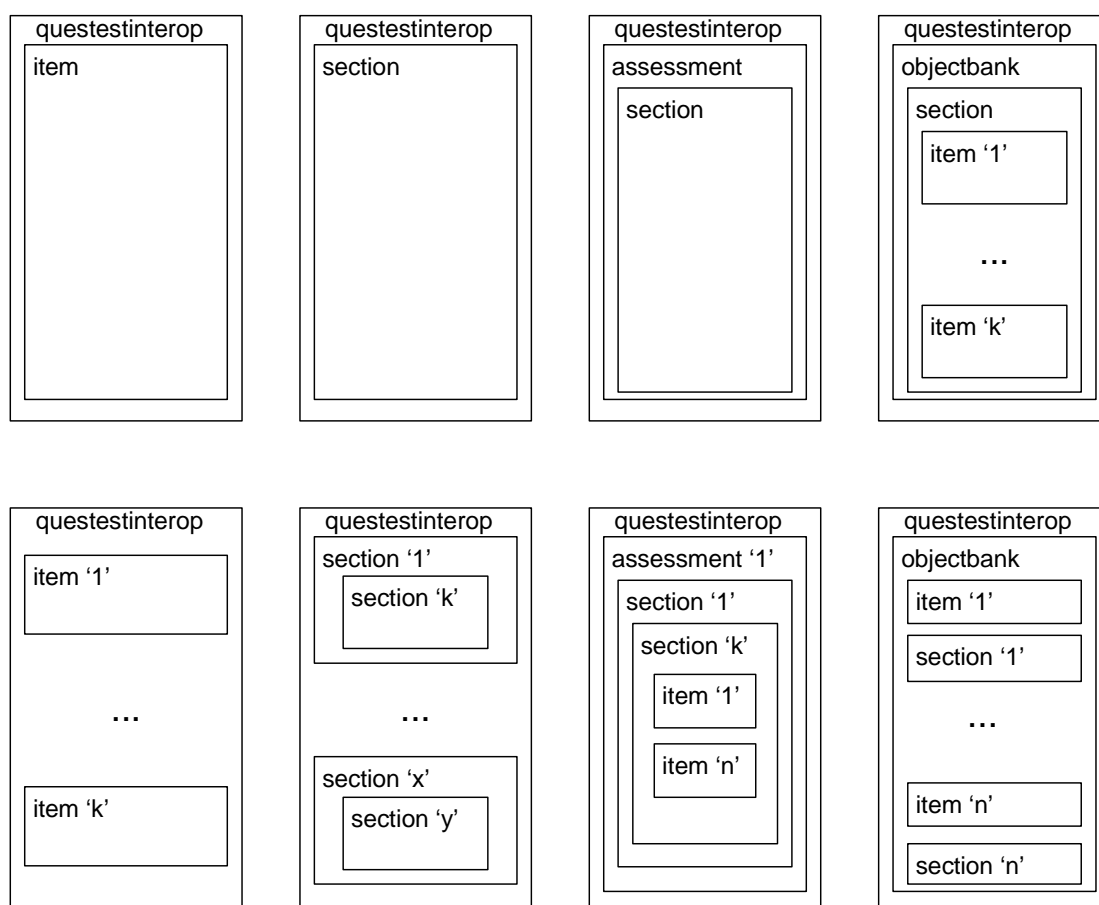 questestinterop
item
questestinterop
section
questestinterop
assessment
section
questestinterop
objectbank
section
item ‘1’
...
item ‘k’
questestinterop
item ‘1’
...
item ‘k’
questestinterop
section ‘1’
section ‘k’
...
section ‘x’
section ‘y’
questestinterop
assessment ‘1’
section ‘1’
section ‘k’
item ‘1’
item ‘n’
questestinterop
objectbank
item ‘1’
section ‘1’
...
item ‘n’
section ‘n’